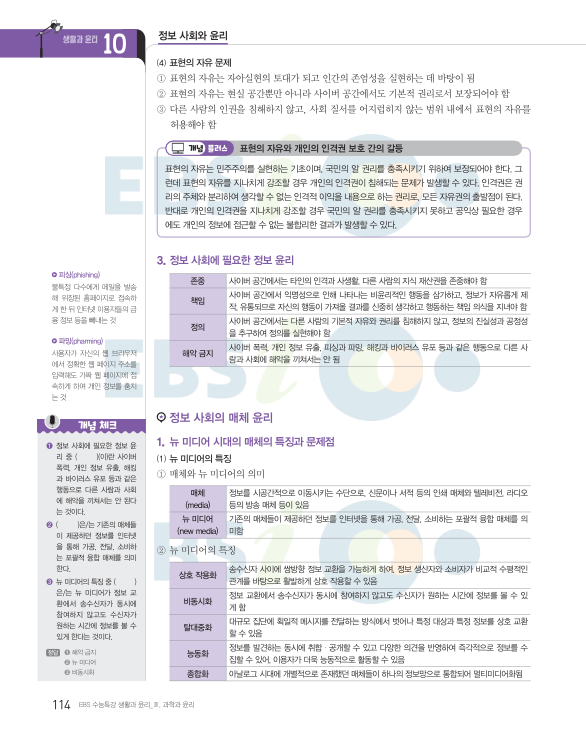 생활과 윤리 10
정보 사회와 윤리
(4) 표현의 자유 문제
① 표현의 자유는 자아실현의 토대가 되고 인간의 존엄성을 실현하는 데 바탕이 됨
② 표현의 자유는 현실 공간뿐만 아니라 사이버 공간에서도 기본적 권리로서 보장되어야 함
③ 다른 사람의 인권을 침해하지 않고, 사회 질서를 어지럽히지 않는 범위 내에서 표현의 자유를
허용해야 함
개념 플러스 표현의 자유와 개인의 인격권 보호 간의 갈등
표현의 자유는 민주주의를 실현하는 기초이며, 국민의 알 권리를 충족시키기 위하여 보장되어야 한다. 그
런데 표현의 자유를 지나치게 강조할 경우 개인의 인격권이 침해되는 문제가 발생할 수 있다. 인격권은 권
리의 주체와 분리하여 생각할 수 없는 인격적 이익을 내용으로 하는 권리로, 모든 자유권의 출발점이 된다.
반대로 개인의 인격권을 지나치게 강조할 경우 국민의 알 권리를 충족시키지 못하고 공익상 필요한 경우
에도 개인의 정보에 접근할 수 없는 불합리한 결과가 발생할 수 있다.
3. 정보 사회에 필요한 정보 윤리
존중 사이버 공간에서는 타인의 인격과 사생활, 다른 사람의 지식 재산권을 존중해야 함
책임 사이버 공간에서 익명성으로 인해 나타나는 비윤리적인 행동을 삼가하고, 정보가 자유롭게 제
작, 유통되므로 자신의 행동이 가져올 결과를 신중히 생각하고 행동하는 책임 의식을 지녀야 함
정의 사이버 공간에서는 다른 사람의 기본적 자유와 권리를 침해하지 않고, 정보의 진실성과 공정성
을 추구하여 정의를 실현해야 함
해악 금지 사이버 폭력, 개인 정보 유출, 피싱과 파밍, 해킹과 바이러스 유포 등과 같은 행동으로 다른 사
람과 사회에 해악을 끼쳐서는 안 됨
피싱(phishing)
불특정 다수에게 메일을 발송
해 위장된 홈페이지로 접속하
게 한 뒤 인터넷 이용자들의 금
융 정보 등을 빼내는 것
파밍(pharming)
사용자가 자신의 웹 브라우저
에서 정확한 웹 페이지 주소를
입력해도 가짜 웹 페이지에 접
속하게 하여 개인 정보를 훔치
는 것
개념 체크
❶ 정보 사회에 필요한 정보 윤
리 중 ( )(이)란 사이버
폭력, 개인 정보 유출, 해킹
과 바이러스 유포 등과 같은
행동으로 다른 사람과 사회
에 해악을 끼쳐서는 안 된다
는 것이다.
❷ ( )은/는 기존의 매체들
이 제공하던 정보를 인터넷
을 통해 가공, 전달, 소비하
는 포괄적 융합 매체를 의미
한다.
❸ 뉴 미디어의 특징 중 ( )
은/는 뉴 미디어가 정보 교
환에서 송수신자가 동시에
참여하지 않고도 수신자가
원하는 시간에 정보를 볼 수
있게 한다는 것이다.
정답 ❶ 해악 금지
❷ 뉴 미디어
❸ 비동시화
정보 사회의 매체 윤리
1. 뉴 미디어 시대의 매체의 특징과 문제점
(1) 뉴 미디어의 특징
① 매체와 뉴 미디어의 의미
매체 (media) 정보를 시공간적으로 이동시키는 수단으로, 신문이나 서적 등의 인쇄 매체와 텔레비전, 라디오
등의 방송 매체 등이 있음
뉴 미디어 (new media) 기존의 매체들이 제공하던 정보를 인터넷을 통해 가공, 전달, 소비하는 포괄적 융합 매체를 의
미함
② 뉴 미디어의 특징
상호 작용화 송수신자 사이에 쌍방향 정보 교환을 가능하게 하여, 정보 생산자와 소비자가 비교적 수평적인
관계를 바탕으로 활발하게 상호 작용할 수 있음
비동시화 정보 교환에서 송수신자가 동시에 참여하지 않고도 수신자가 원하는 시간에 정보를 볼 수 있
게 함
탈대중화 대규모 집단에 획일적 메시지를 전달하는 방식에서 벗어나 특정 대상과 특정 정보를 상호 교환
할 수 있음
능동화 정보를 발견하는 동시에 취합·공개할 수 있고 다양한 의견을 반영하여 즉각적으로 정보를 수
집할 수 있어, 이용자가 더욱 능동적으로 활동할 수 있음
종합화 아날로그 시대에 개별적으로 존재했던 매체들이 하나의 정보망으로 통합되어 멀티미디어화됨
114 EBS 수능특강 생활과 윤리_Ⅲ. 과학과 윤리
EBSi
EBSi